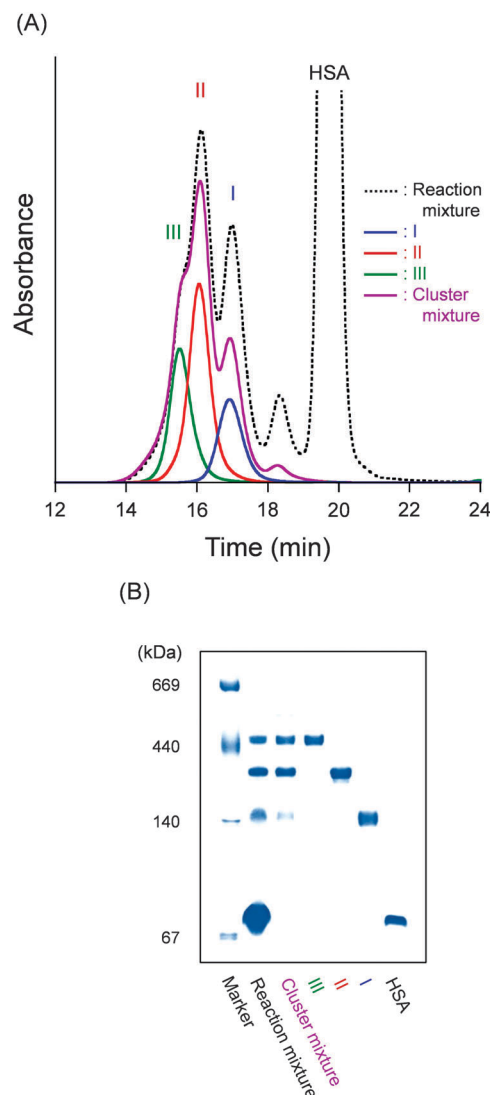 (A)
HSA
II
I
III
: Reaction
mixture
: I
: II
: III
: Cluster
mixture
Absorbance
12 14 16 18 20 22 24
Time (min)
(B)
(kDa)
669
440
140
67
Marker
Reaction mixture
Cluster mixture
III
II
I
HSA